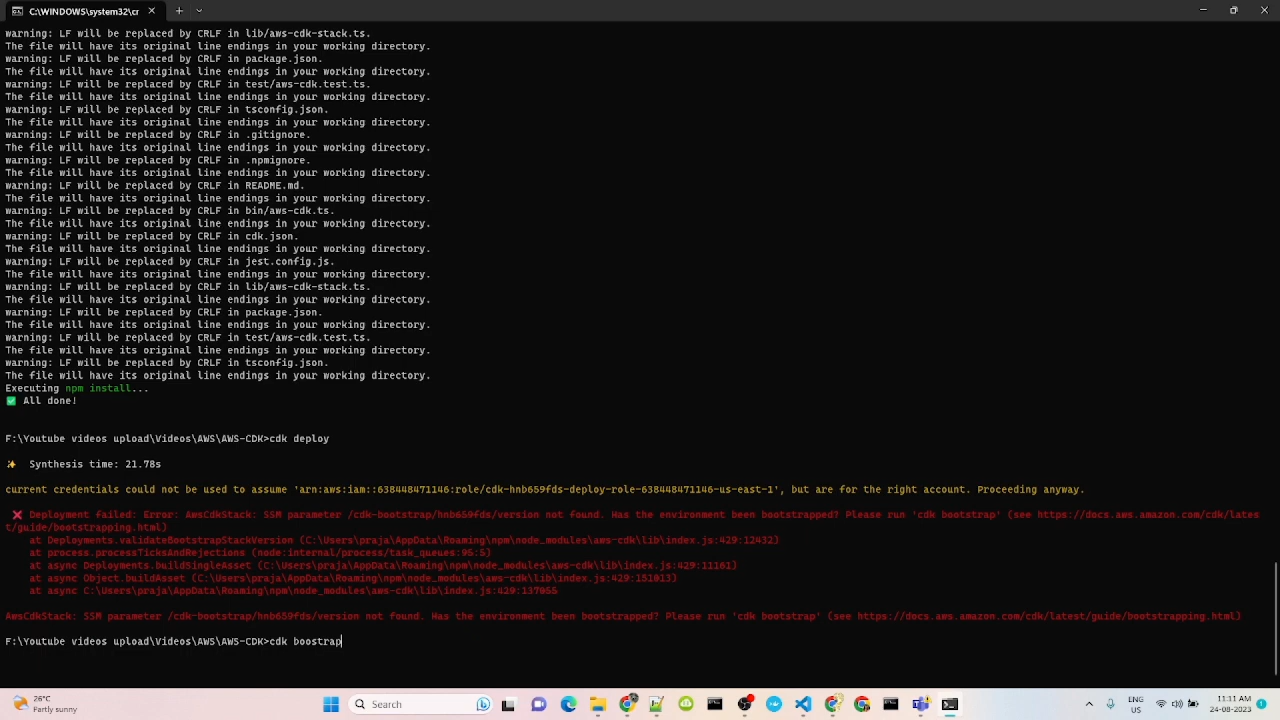 C:\WINDOWS\system32\cr
warning: LF will be replaced by CRLF in lib/aws-cdk-stack.ts.
The file will have its original line endings in your working directory.
warning: LF will be replaced by CRLF in package.json.
The file will have its original line endings in your working directory.
warning: LF will be replaced by CRLF in test/aws-cdk.test.ts.
The file will have its original line endings in your working directory.
warning: LF will be replaced by CRLF in tsconfig.json.
The file will have its original line endings in your working directory.
warning: LF will be replaced by CRLF in .gitignore.
The file will have its original line endings in your working directory.
warning: LF will be replaced by CRLF in .npmignore.
The file will have its original line endings in your working directory.
warning: LF will be replaced by CRLF in README.md.
The file will have its original line endings in your working directory.
warning: LF will be replaced by CRLF in bin/aws-cdk.ts.
The file will have its original line endings in your working directory.
warning: LF will be replaced by CRLF in cdk.json.
The file will have its original line endings in your working directory.
warning: LF will be replaced by CRLF in jest.config.js.
The file will have its original line endings in your working directory.
warning: LF will be replaced by CRLF in lib/aws-cdk-stack.ts.
The file will have its original line endings in your working directory.
warning: LF will be replaced by CRLF in package.json.
The file will have its original line endings in your working directory.
warning: LF will be replaced by CRLF in test/aws-cdk.test.ts.
The file will have its original line endings in your working directory.
warning: LF will be replaced by CRLF in tsconfig.json.
The file will have its original line endings in your working directory.
Executing npm install...
✅ All done!
F:\Youtube videos upload\Videos\AWS\AWS-CDK>cdk deploy
✨ Synthesis time: 21.78s
current credentials could not be used to assume 'arn:aws:iam::638448471146:role/cdk-hnb659fds-deploy-role-638448471146-us-east-1', but are for the right account. Proceeding anyway.
❌ Deployment failed: Error: AwsCdkStack: SSM parameter /cdk-bootstrap/hnb659fds/version not found. Has the environment been bootstrapped? Please run 'cdk bootstrap' (see https://docs.aws.amazon.com/cdk/lates
t/guide/bootstrapping.html)
at Deployments.validateBootstrapStackVersion (C:\Users\praja\AppData\Roaming\npm\node_modules\aws-cdk\lib\index.js:429:12432)
at process.processTicksAndRejections (node:internal/process/task_queues:95:5)
at async Deployments.buildSingleAsset (C:\Users\praja\AppData\Roaming\npm\node_modules\aws-cdk\lib\index.js:429:11161)
at async Object.buildAsset (C:\Users\praja\AppData\Roaming\npm\node_modules\aws-cdk\lib\index.js:429:151013)
at async C:\Users\praja\AppData\Roaming\npm\node_modules\aws-cdk\lib\index.js:429:137055
AwsCdkStack: SSM parameter /cdk-bootstrap/hnb659fds/version not found. Has the environment been bootstrapped? Please run 'cdk bootstrap' (see https://docs.aws.amazon.com/cdk/latest/guide/bootstrapping.html)
F:\Youtube videos upload\Videos\AWS\AWS-CDK>cdk boostrap
26°C
Partly sunny
Search
ENG
US
11:11 AM
24-08-2023